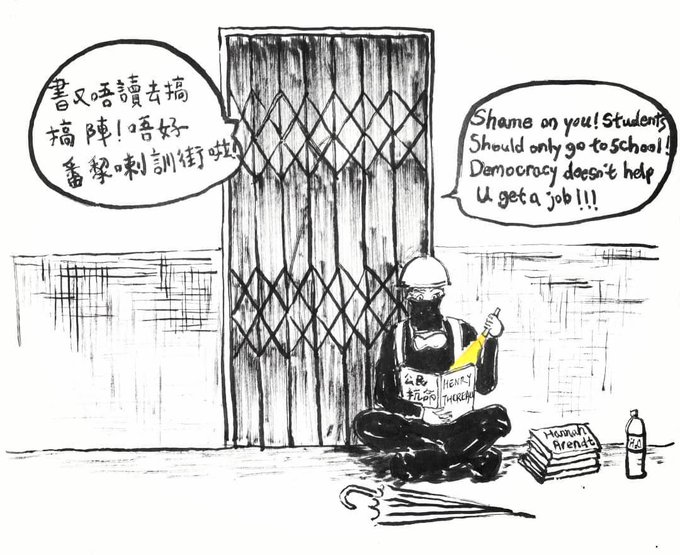 書又唔讀去搞
搞陣!唔好
番黎喇訓街啦!
Shame on you! Students
Should only go to school!
Democracy doesn't help
U get a job!!!
公民
抗命
HENRY
THOREAU
Hannah
Arendt
H2O